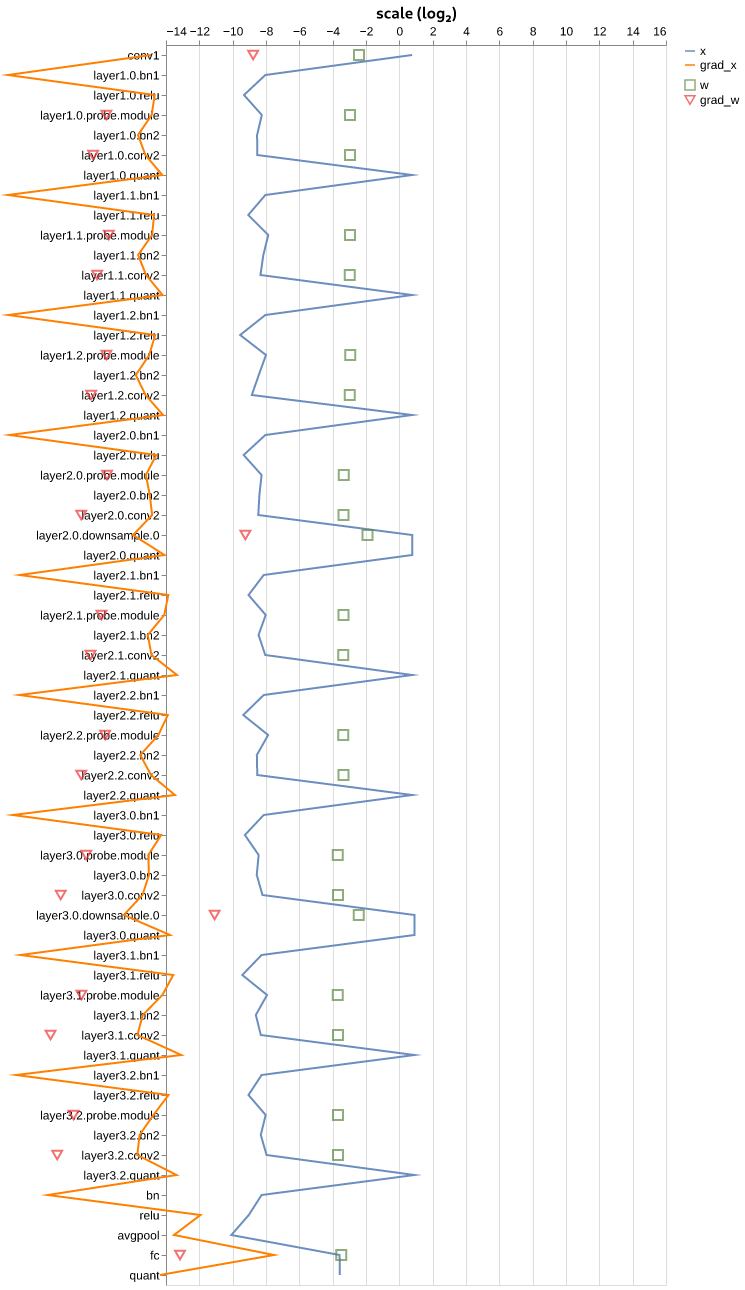 scale (log₂)
−14 −12 −10 −8 −6 −4 −2 0 2 4 6 8 10 12 14 16
x
grad_x
w
grad_w
conv1
layer1.0.bn1
layer1.0.relu
layer1.0.probe.module
layer1.0.bn2
layer1.0.conv2
layer1.0.quant
layer1.1.bn1
layer1.1.relu
layer1.1.probe.module
layer1.1.bn2
layer1.1.conv2
layer1.1.quant
layer1.2.bn1
layer1.2.relu
layer1.2.probe.module
layer1.2.bn2
layer1.2.conv2
layer1.2.quant
layer2.0.bn1
layer2.0.relu
layer2.0.probe.module
layer2.0.bn2
layer2.0.conv2
layer2.0.downsample.0
layer2.0.quant
layer2.1.bn1
layer2.1.relu
layer2.1.probe.module
layer2.1.bn2
layer2.1.conv2
layer2.1.quant
layer2.2.bn1
layer2.2.relu
layer2.2.probe.module
layer2.2.bn2
layer2.2.conv2
layer2.2.quant
layer3.0.bn1
layer3.0.relu
layer3.0.probe.module
layer3.0.bn2
layer3.0.conv2
layer3.0.downsample.0
layer3.0.quant
layer3.1.bn1
layer3.1.relu
layer3.1.probe.module
layer3.1.bn2
layer3.1.conv2
layer3.1.quant
layer3.2.bn1
layer3.2.relu
layer3.2.probe.module
layer3.2.bn2
layer3.2.conv2
layer3.2.quant
bn
relu
avgpool
fc
quant